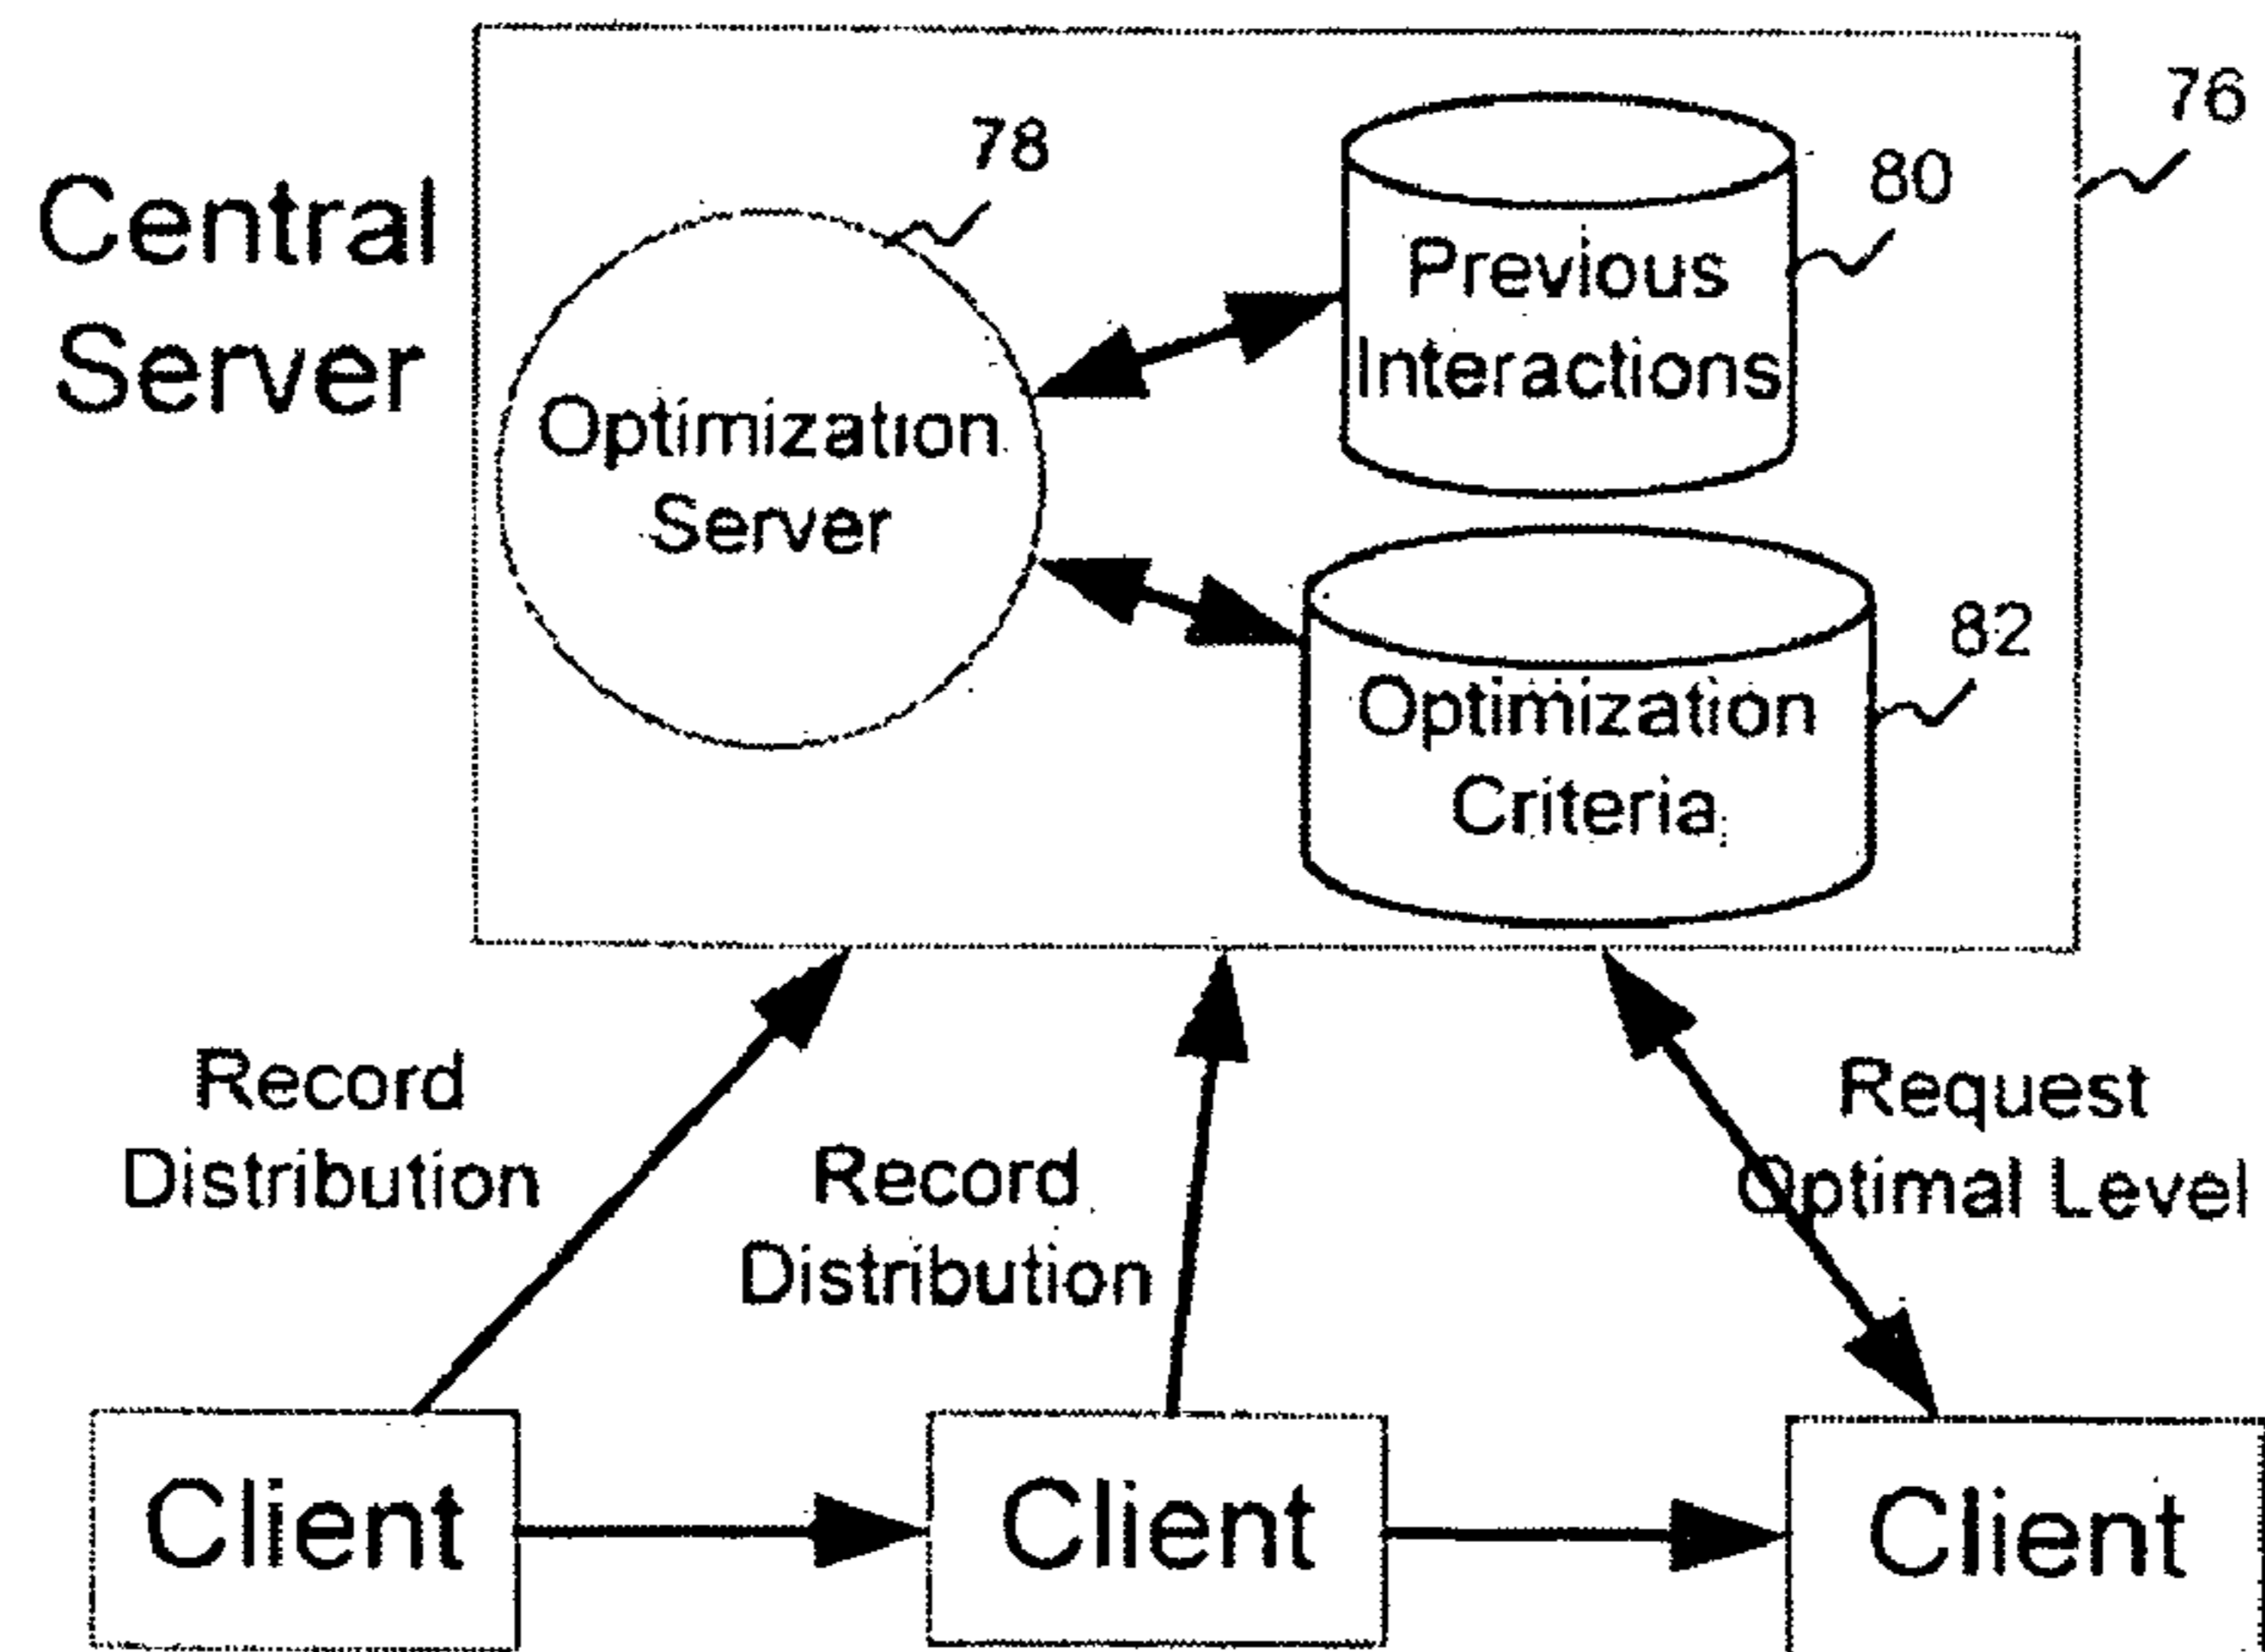 76
78
80
Central
Server
Previous
Interactions
Optimization
Server
82
Optimization
Criteria
Record
Distribution
Record
Distribution
Request
Optimal Level
Client
Client
Client